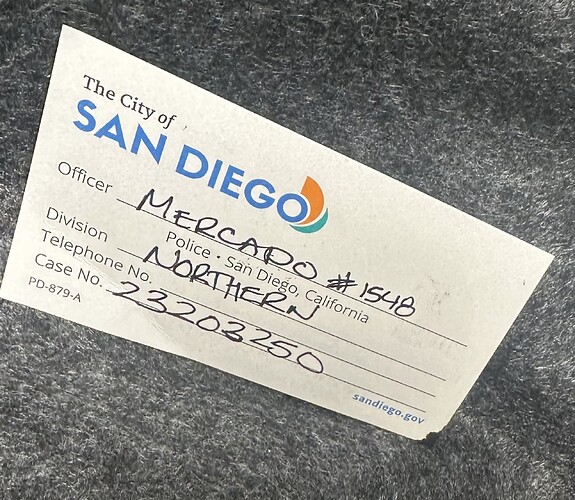 The City of
SAN DIEGO
Officer MERCADO #1548
Police • San Diego, California
Division NORTHERN
Telephone No.
Case No. 23203250
PD-879-A
sandiego.gov